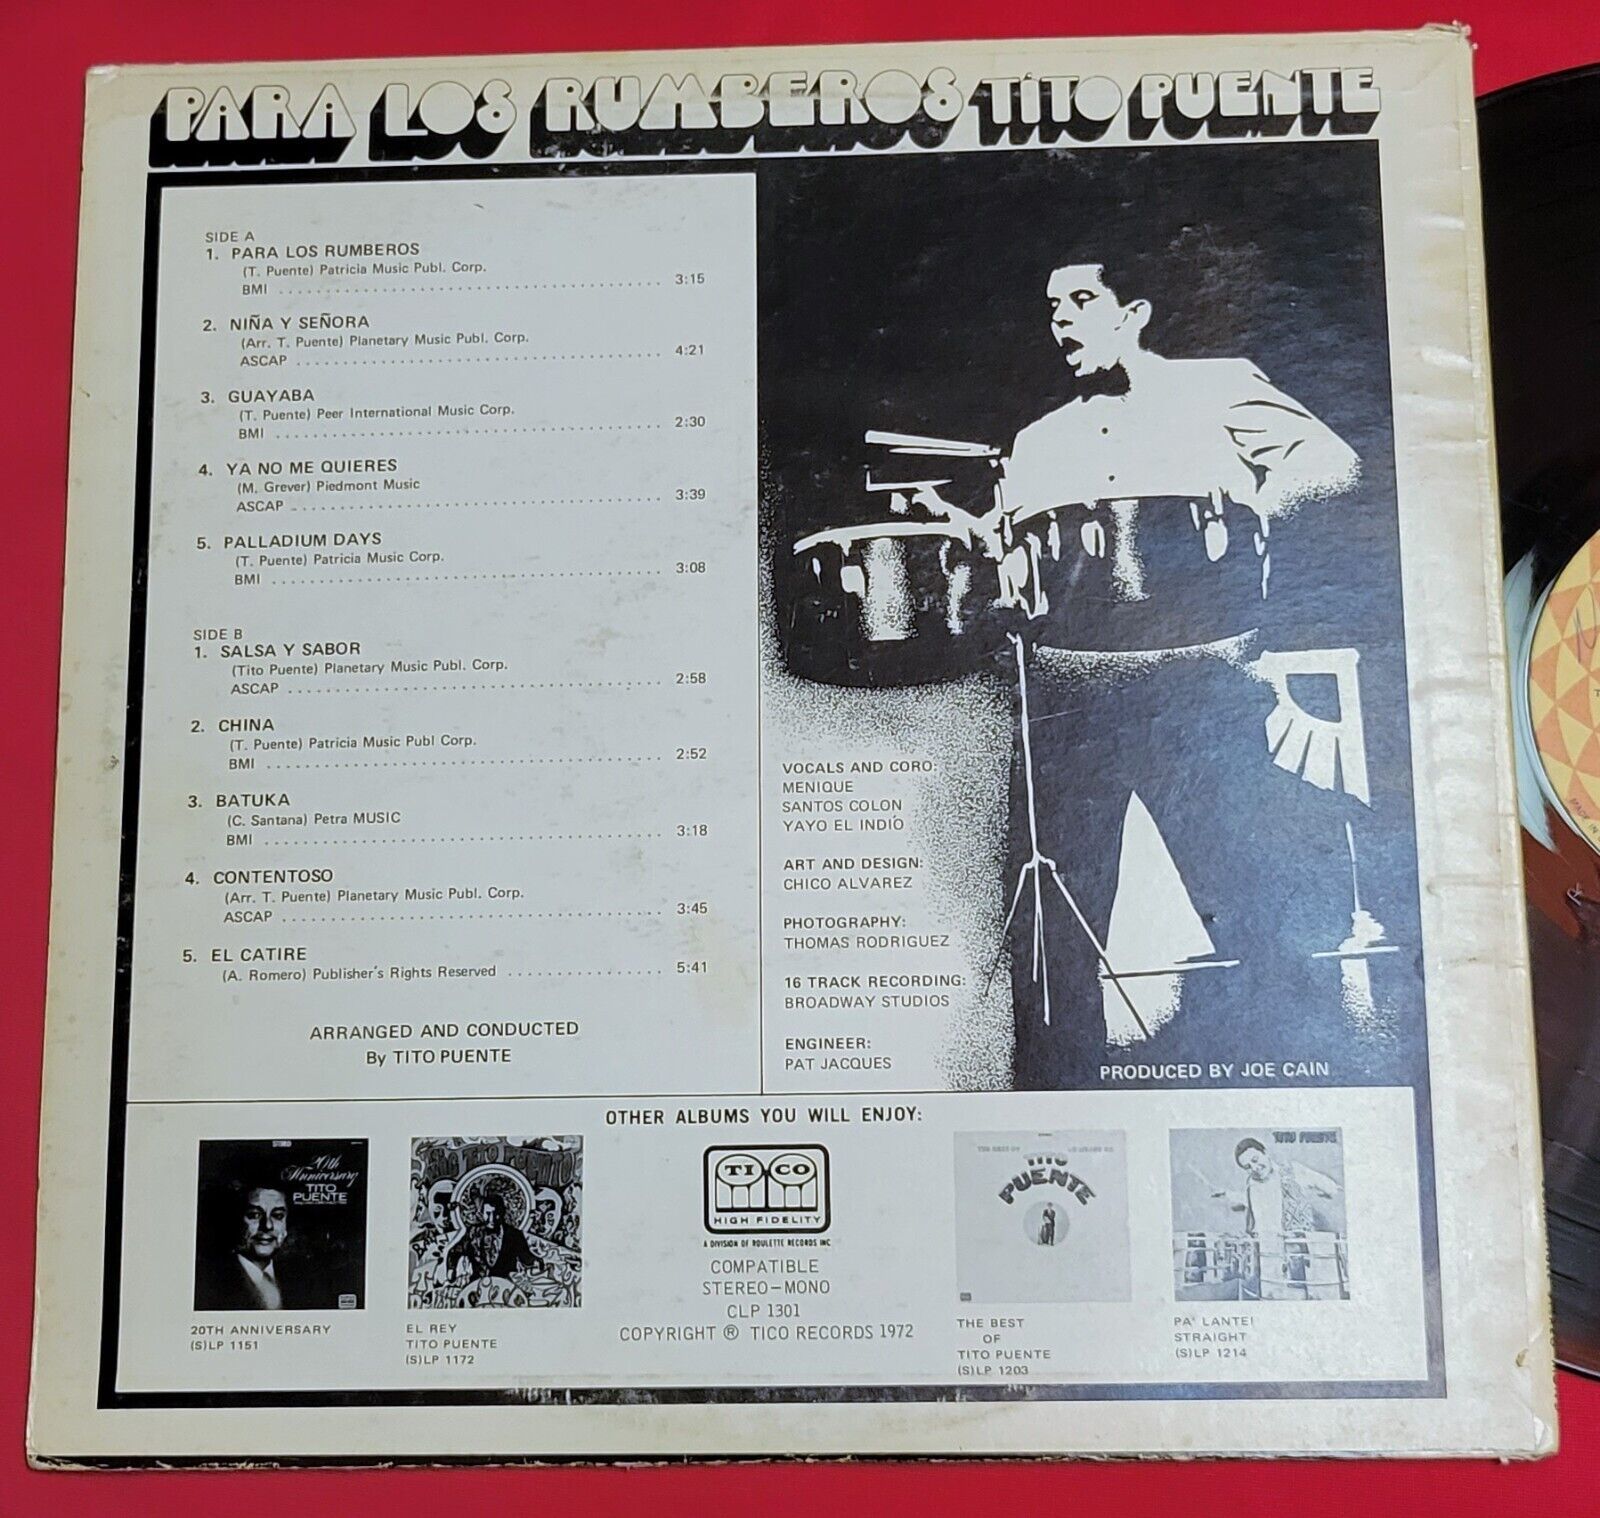 PARA LOS RUMBEROS TITO PUENTE
SIDE A
1. PARA LOS RUMBEROS
(T. Puente) Patricia Music Publ. Corp.
BMI ........................................ 3:15
2. NIÑA Y SEÑORA
(Arr. T. Puente) Planetary Music Publ. Corp.
ASCAP ........................................ 4:21
3. GUAYABA
(T. Puente) Peer International Music Corp.
BMI ........................................ 2:30
4. YA NO ME QUIERES
(M. Grever) Piedmont Music
ASCAP ........................................ 3:39
5. PALLADIUM DAYS
(T. Puente) Patricia Music Corp.
BMI ........................................ 3:08
SIDE B
1. SALSA Y SABOR
(Tito Puente) Planetary Music Publ. Corp.
ASCAP ........................................ 2:58
2. CHINA
(T. Puente) Patricia Music Publ Corp.
BMI ........................................ 2:52
3. BATUKA
(C. Santana) Petra MUSIC
BMI ........................................ 3:18
4. CONTENTOSO
(Arr. T. Puente) Planetary Music Publ. Corp.
ASCAP ........................................ 3:45
5. EL CATIRE
(A. Romero) Publisher's Rights Reserved ................ 5:41
ARRANGED AND CONDUCTED
By TITO PUENTE
VOCALS AND CORO:
MENIQUE
SANTOS COLON
YAYO EL INDIO
ART AND DESIGN:
CHICO ALVAREZ
PHOTOGRAPHY:
THOMAS RODRIGUEZ
16 TRACK RECORDING:
BROADWAY STUDIOS
ENGINEER:
PAT JACQUES
PRODUCED BY JOE CAIN
OTHER ALBUMS YOU WILL ENJOY:
STEREO
20th Anniversary
TITO
PUENTE
20TH ANNIVERSARY
(S)LP 1151
TITO PUENTE
EL REY
TITO PUENTE
(S)LP 1172
TICO
HIGH FIDELITY
A DIVISION OF ROULETTE RECORDS INC
COMPATIBLE
STEREO-MONO
CLP 1301
COPYRIGHT ® TICO RECORDS 1972
THE BEST OF
TITO
PUENTE
THE BEST
OF
TITO PUENTE
(S)LP 1203
TITO PUENTE
PA' LANTE!
STRAIGHT
(S)LP 1214
MADE IN